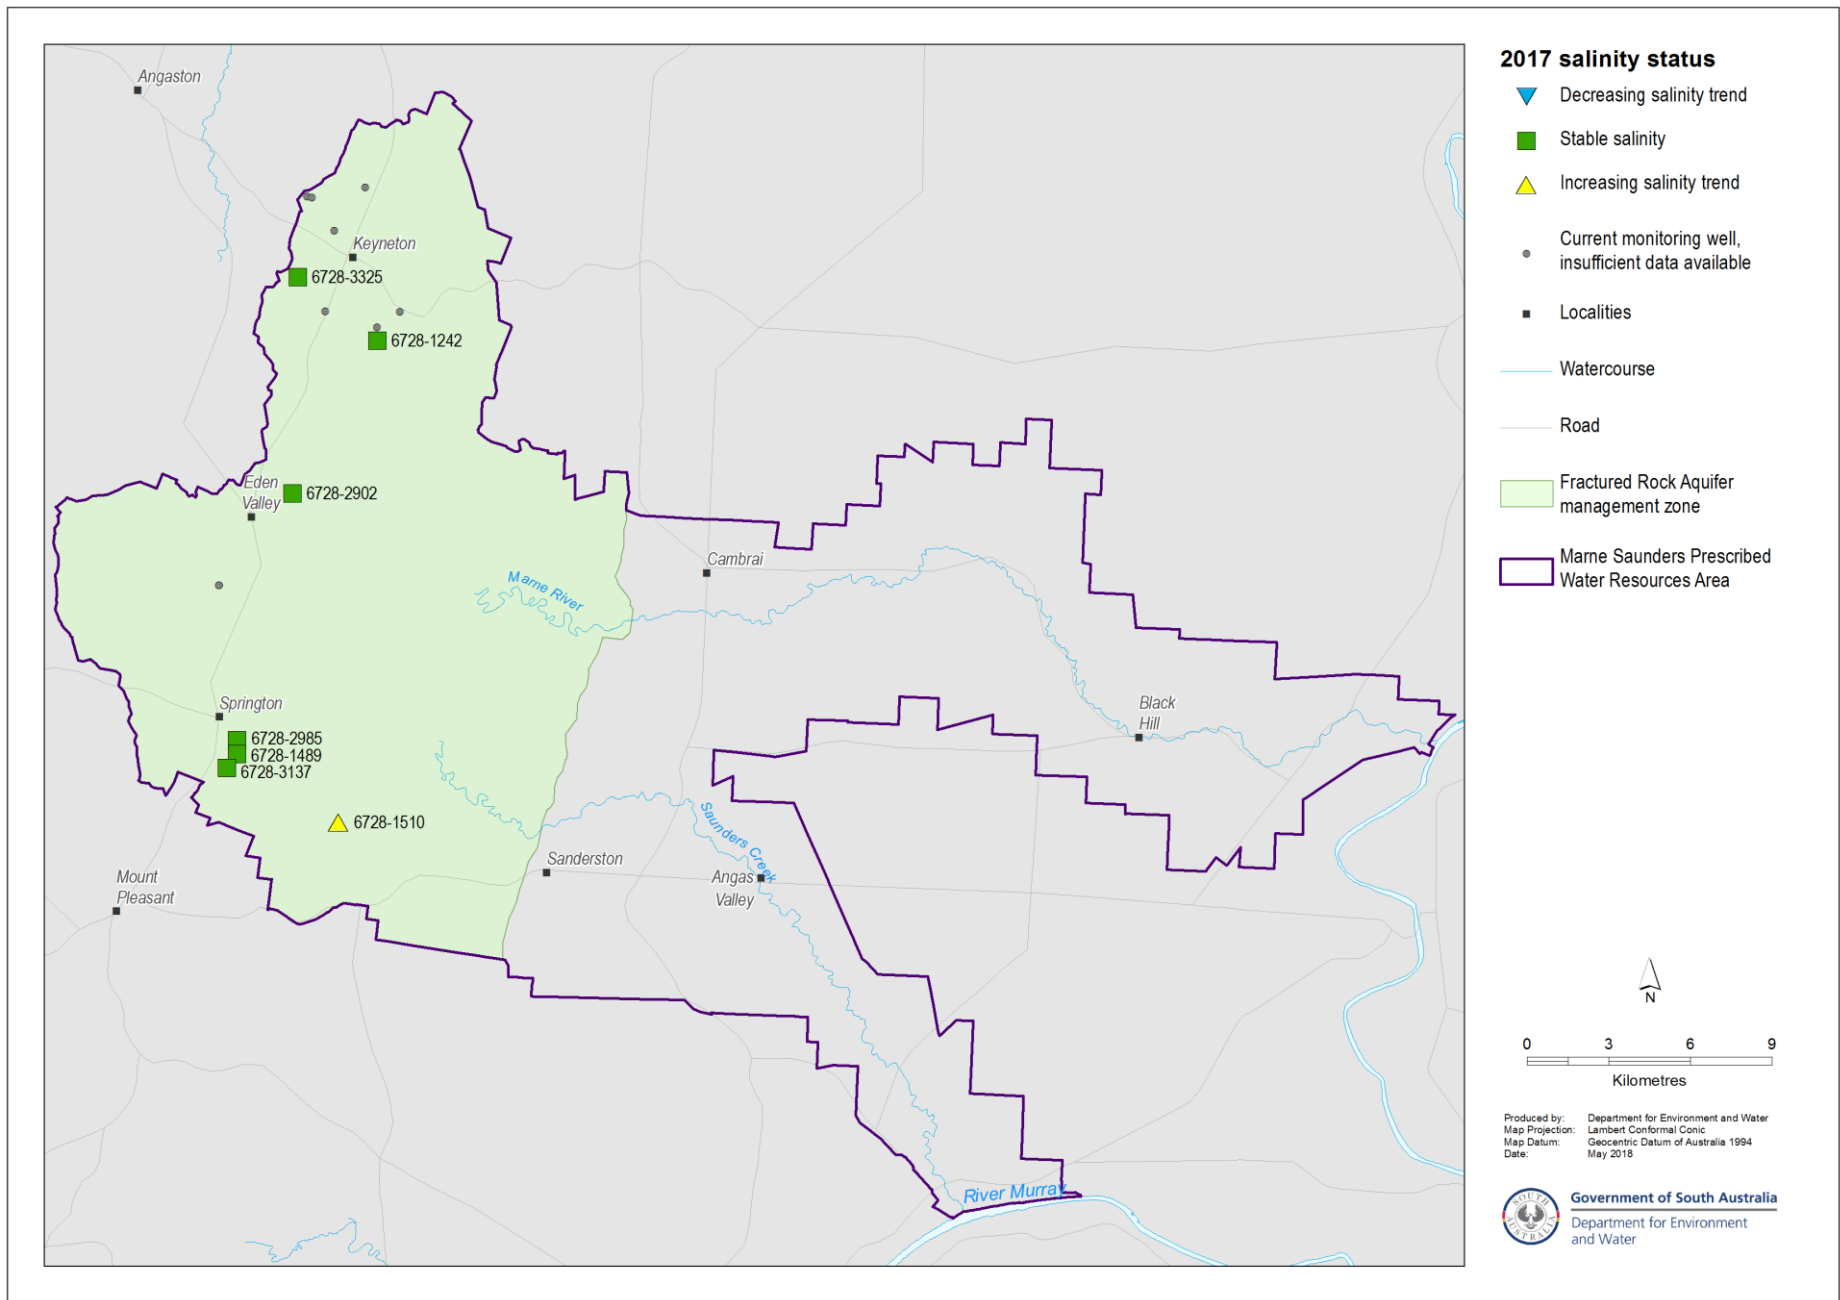 Angaston
Keyneton
6728-3325
6728-1242
Eden
Valley
6728-2902
Cambrai
Marne River
Springton
6728-2985
6728-1489
6728-3137
Black
Hill
6728-1510
Saunders Creek
Sanderston
Angas
Valley
Mount
Pleasant
River Murray
2017 salinity status
Decreasing salinity trend
Stable salinity
Increasing salinity trend
Current monitoring well,
insufficient data available
Localities
Watercourse
Road
Fractured Rock Aquifer
management zone
Marne Saunders Prescribed
Water Resources Area
N
0 3 6 9
Kilometres
Produced by: Department for Environment and Water
Map Projection: Lambert Conformal Conic
Map Datum: Geocentric Datum of Australia 1994
Date: May 2018
SOUTH AUSTRALIA
Government of South Australia
Department for Environment
and Water